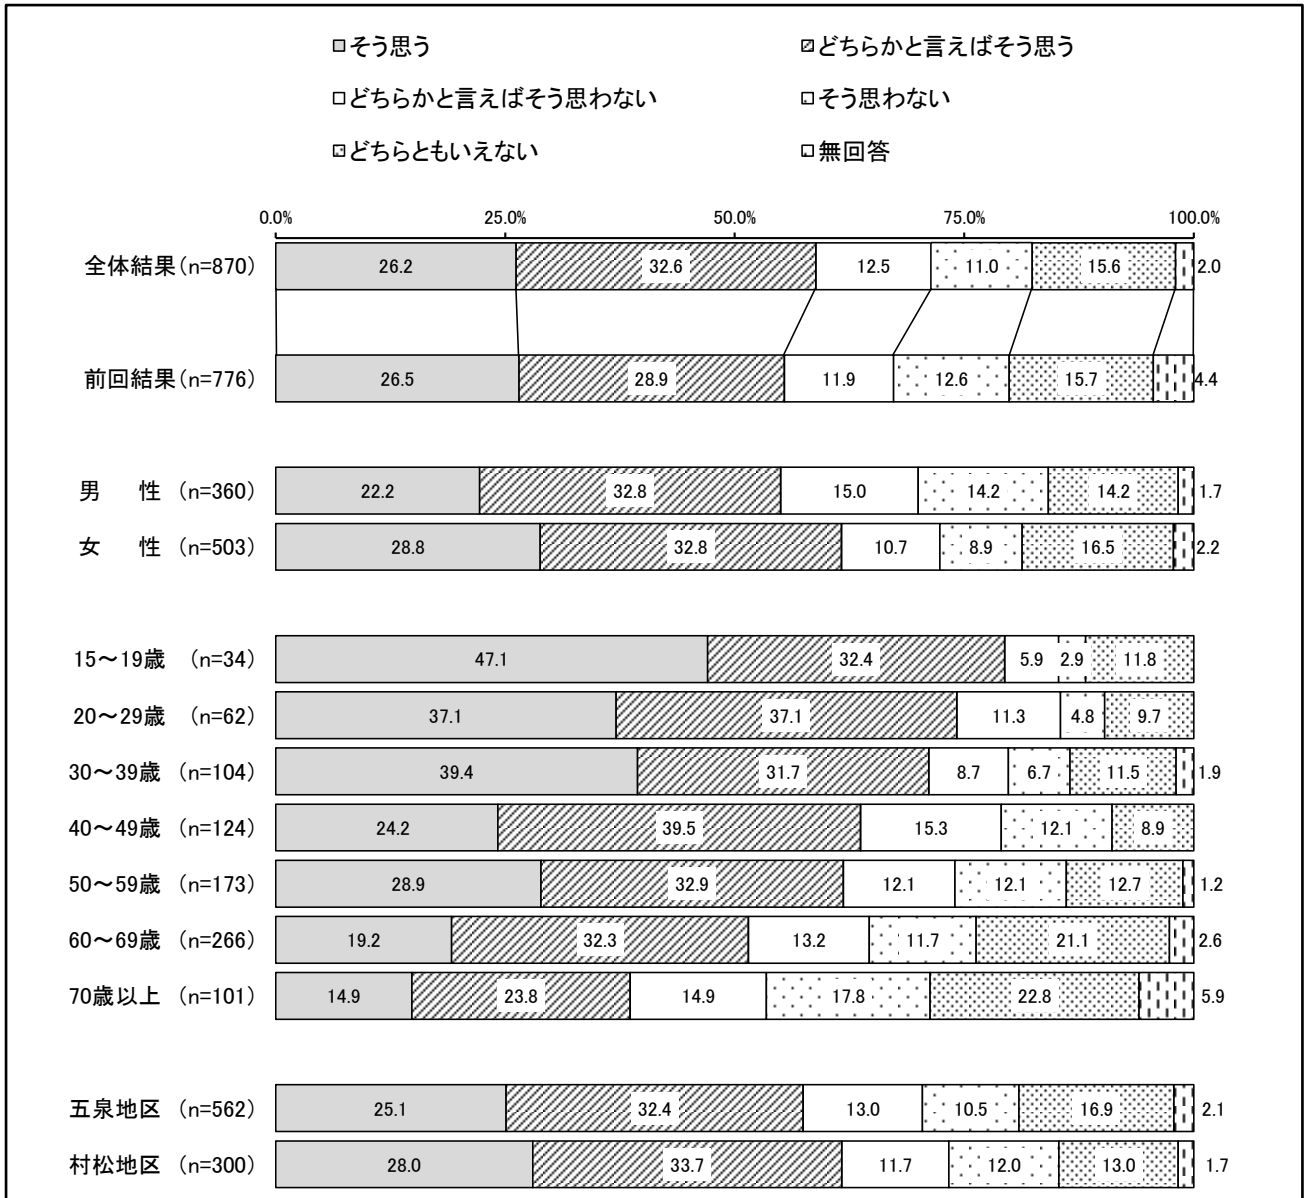 そう思う どちらかと言えばそう思う
どちらかと言えばそう思わない そう思わない
どちらともいえない 無回答
0.0% 25.0% 50.0% 75.0% 100.0%
全体結果(n=870) 26.2 32.6 12.5 11.0 15.6 2.0
前回結果(n=776) 26.5 28.9 11.9 12.6 15.7 4.4
男 性 (n=360) 22.2 32.8 15.0 14.2 14.2 1.7
女 性 (n=503) 28.8 32.8 10.7 8.9 16.5 2.2
15~19歳 (n=34) 47.1 32.4 5.9 2.9 11.8
20~29歳 (n=62) 37.1 37.1 11.3 4.8 9.7
30~39歳 (n=104) 39.4 31.7 8.7 6.7 11.5 1.9
40~49歳 (n=124) 24.2 39.5 15.3 12.1 8.9
50~59歳 (n=173) 28.9 32.9 12.1 12.1 12.7 1.2
60~69歳 (n=266) 19.2 32.3 13.2 11.7 21.1 2.6
70歳以上 (n=101) 14.9 23.8 14.9 17.8 22.8 5.9
五泉地区 (n=562) 25.1 32.4 13.0 10.5 16.9 2.1
村松地区 (n=300) 28.0 33.7 11.7 12.0 13.0 1.7